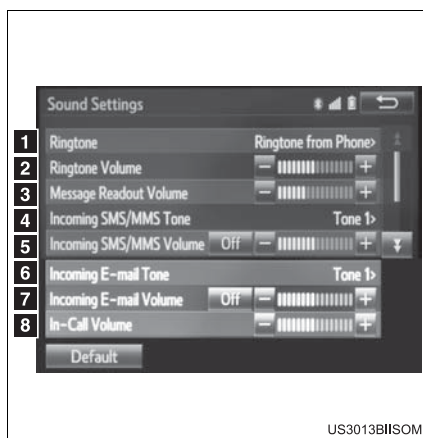 Sound Settings
1 Ringtone Ringtone from Phone>
2 Ringtone Volume − +
3 Message Readout Volume − +
4 Incoming SMS/MMS Tone Tone 1>
5 Incoming SMS/MMS Volume Off − +
6 Incoming E-mail Tone Tone 1>
7 Incoming E-mail Volume Off − +
8 In-Call Volume − +
Default
US3013BIISOM